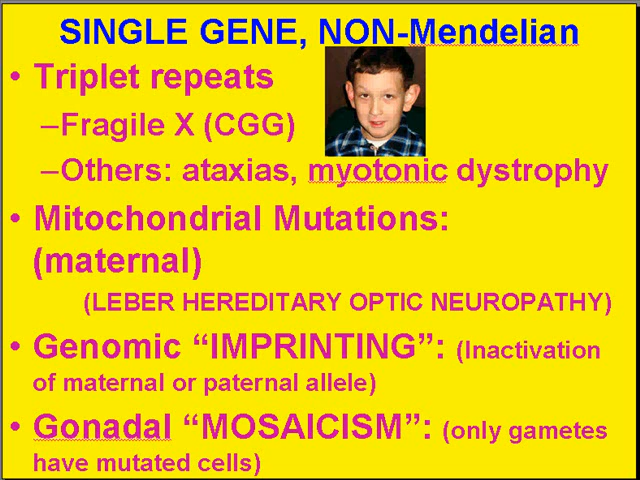 SINGLE GENE, NON-Mendelian
• Triplet repeats
–Fragile X (CGG)
–Others: ataxias, myotonic dystrophy
• Mitochondrial Mutations:
(maternal)
(LEBER HEREDITARY OPTIC NEUROPATHY)
• Genomic “IMPRINTING”: (Inactivation
of maternal or paternal allele)
• Gonadal “MOSAICISM”: (only gametes
have mutated cells)